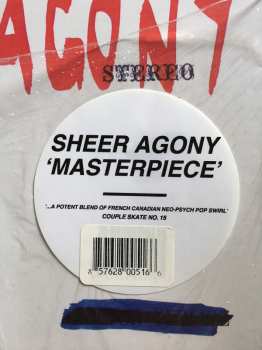 AGONY
STEREO
SHEER AGONY
'MASTERPIECE'
'...A POTENT BLEND OF FRENCH CANADIAN NEO-PSYCH POP SWIRL'
COUPLE SKATE NO. 15
8 57628 00516 6